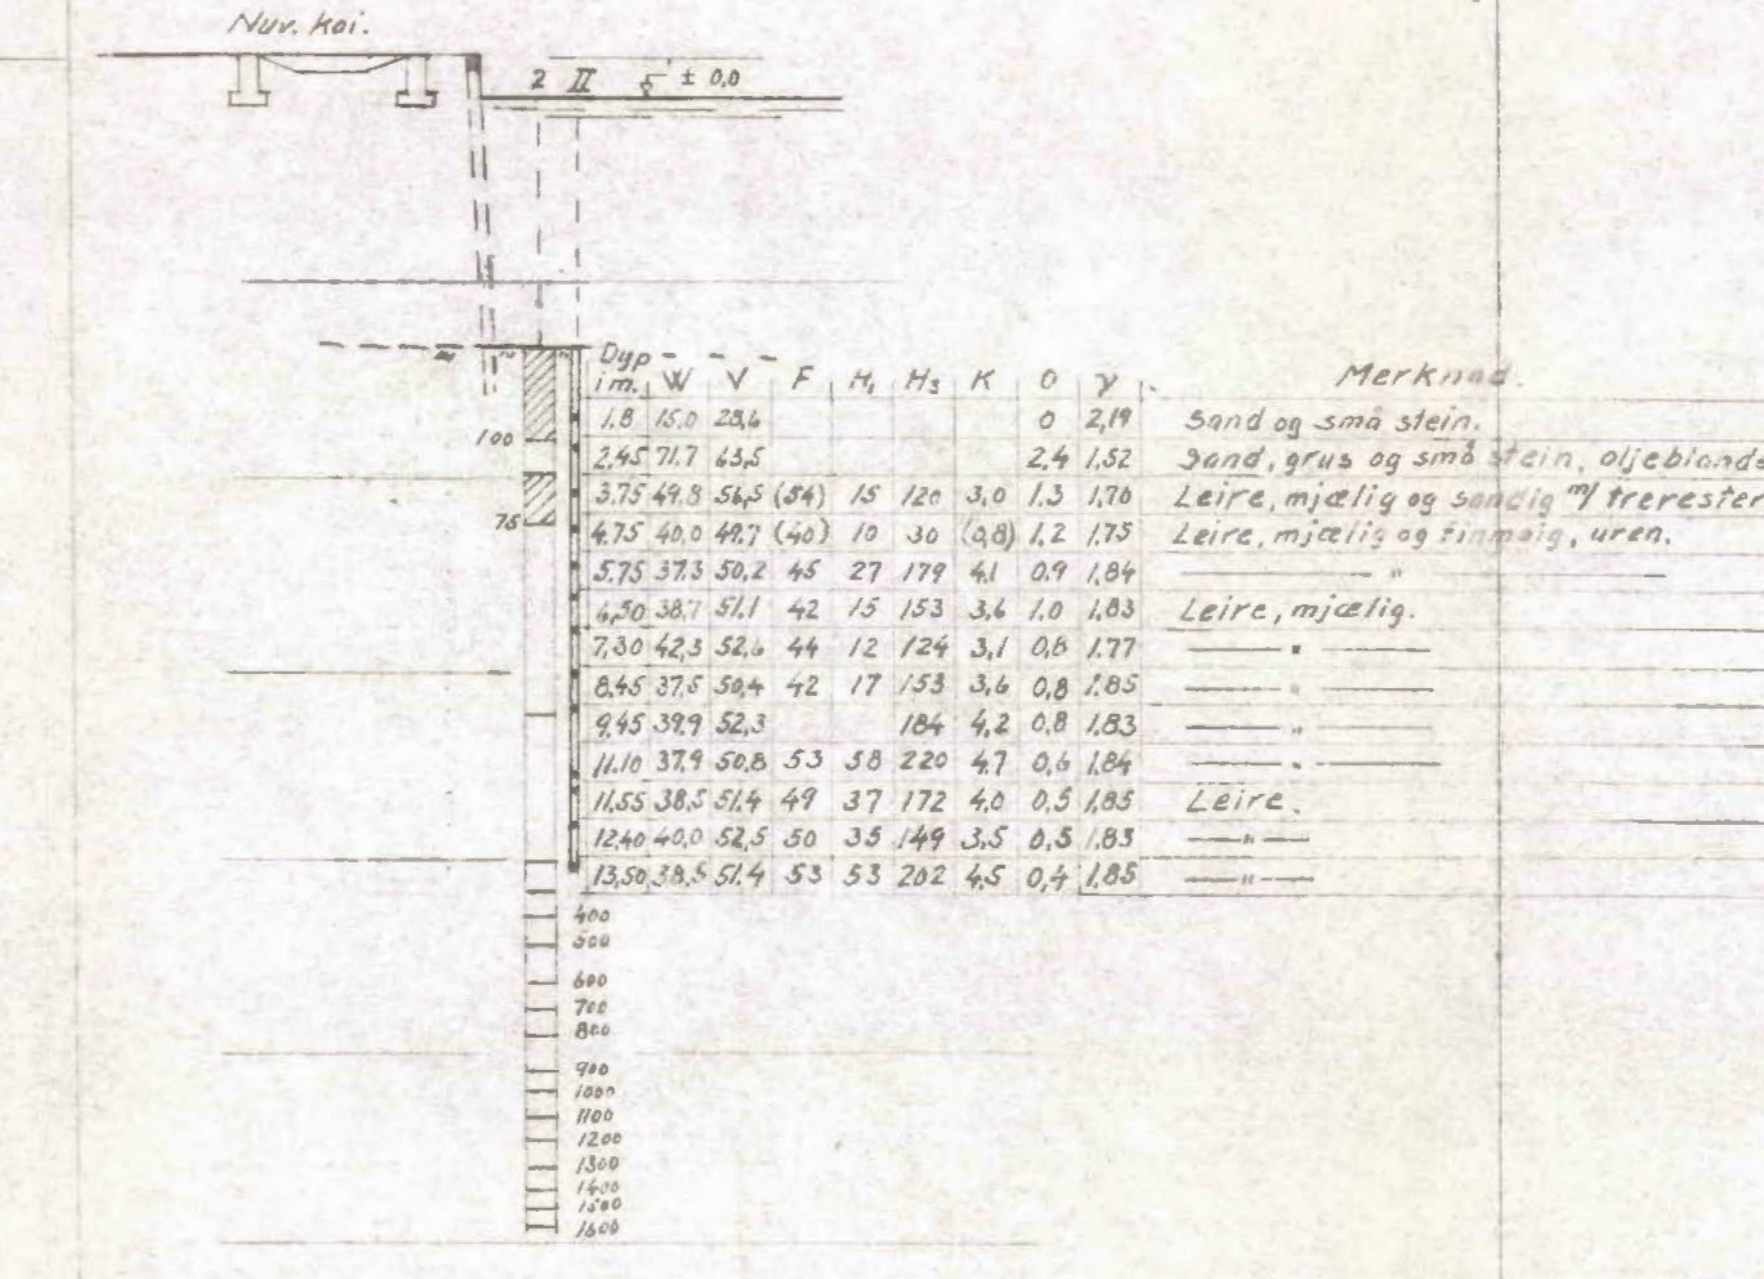 Nuv. kai.
2 II ± 0,0
Dyp
i m. W V F H₁ H₃ K O γ Merknad.
1.8 15.0 28,6 0 2,19 Sand og små stein.
100
2.45 71.7 63,5 2.4 1.52 Sand, grus og små stein, oljeblands
3.75 49.8 56,5 (54) 15 120 3,0 1.3 1,70 Leire, mjælig og sandig m/ trerester
75
4.75 40,0 49.7 (40) 10 30 (0,8) 1,2 1,75 Leire, mjælig og finmoig, uren.
5.75 37.3 50,2 45 27 179 4.1 0.9 1,84 —— " ——
6,50 38.7 51.1 42 15 153 3,6 1.0 1,83 Leire, mjælig.
7,30 42,3 52,6 44 12 124 3,1 0,8 1.77 —— " ——
8.45 37,5 50,4 42 17 153 3,6 0,8 1.85 —— " ——
9.45 39.9 52,3 184 4,2 0.8 1.83 —— " ——
11.10 37.9 50,8 53 58 220 4.7 0,6 1.84 —— " ——
11.55 38,5 51.4 49 37 172 4,0 0.5 1,85 Leire.
12,40 40,0 52,5 50 35 149 3.5 0,5 1.83 —— " ——
13,50 38,5 51.4 53 53 202 4,5 0,4 1.85 —— " ——
400
500
600
700
800
900
1000
1100
1200
1300
1400
1500
1600